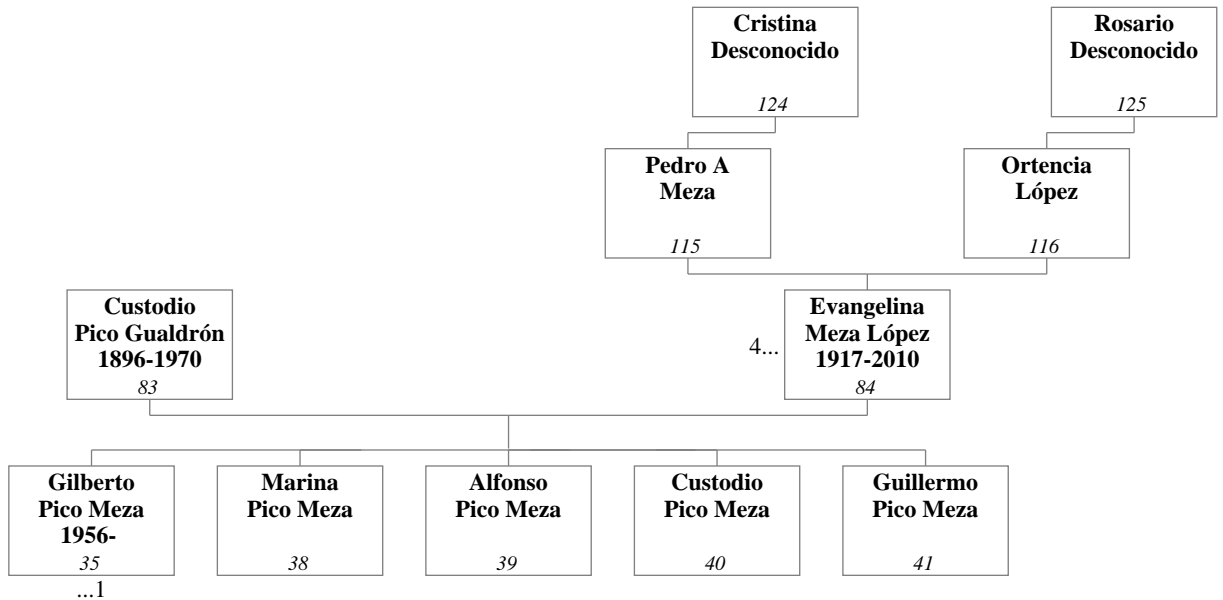 Cristina
Desconocido
124
Rosario
Desconocido
125
Pedro A
Meza
115
Ortencia
López
116
Custodio
Pico Gualdrón
1896-1970
83
4...
Evangelina
Meza López
1917-2010
84
Gilberto
Pico Meza
1956-
35
...1
Marina
Pico Meza
38
Alfonso
Pico Meza
39
Custodio
Pico Meza
40
Guillermo
Pico Meza
41